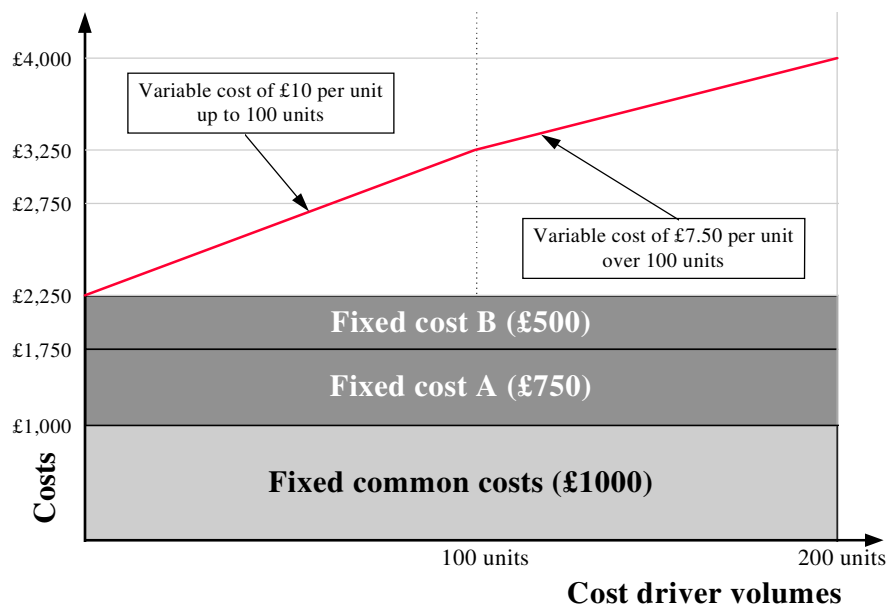 £4,000
Variable cost of £10 per unit
up to 100 units
£3,250
£2,750
Variable cost of £7.50 per unit
over 100 units
£2,250
Fixed cost B (£500)
£1,750
Fixed cost A (£750)
£1,000
Costs
Fixed common costs (£1000)
100 units
200 units
Cost driver volumes